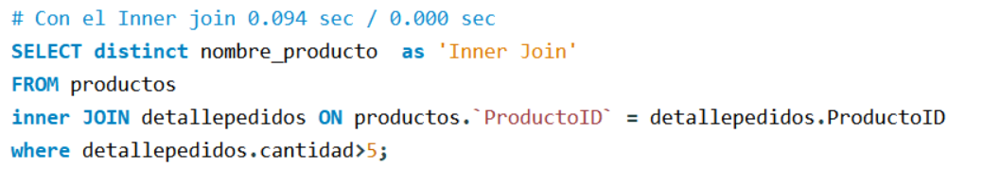 # Con el Inner join 0.094 sec / 0.000 sec
SELECT distinct nombre_producto  as 'Inner Join'
FROM productos
inner JOIN detallepedidos ON productos.`ProductoID` = detallepedidos.ProductoID
where detallepedidos.cantidad>5;